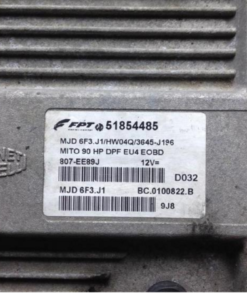 FPT 51854485
MJD 6F3.J1/HW04Q/3645-J196
MITO 90 HP DPF EU4 EOBD
807-EE89J 12V=
D032
MJD 6F3.J1 BC.0100822.B
9J8